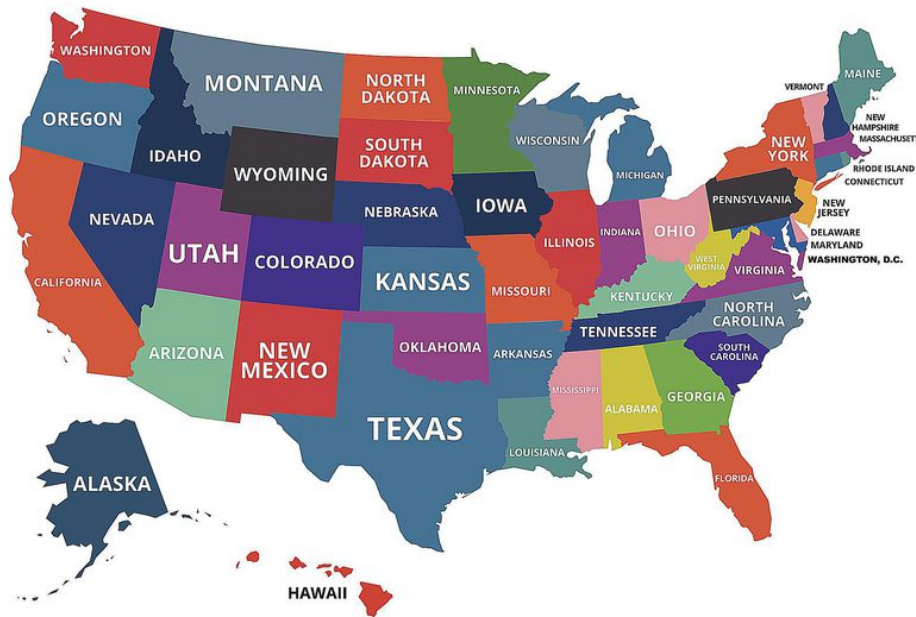 WASHINGTON
MONTANA
NORTH
DAKOTA
MINNESOTA
MAINE
VERMONT
OREGON
IDAHO
SOUTH
DAKOTA
WISCONSIN
MICHIGAN
NEW
YORK
NEW
HAMPSHIRE
MASSACHUSET
RHODE ISLAND
CONNECTICUT
WYOMING
NEVADA
UTAH
COLORADO
NEBRASKA
IOWA
ILLINOIS
INDIANA
OHIO
PENNSYLVANIA
NEW
JERSEY
DELAWARE
MARYLAND
WASHINGTON, D.C.
CALIFORNIA
KANSAS
MISSOURI
KENTUCKY
WEST
VIRGINIA
VIRGINIA
ARIZONA
NEW
MEXICO
OKLAHOMA
ARKANSAS
TENNESSEE
NORTH
CAROLINA
SOUTH
CAROLINA
TEXAS
LOUISIANA
MISSISSIPPI
ALABAMA
GEORGIA
FLORIDA
ALASKA
HAWAII